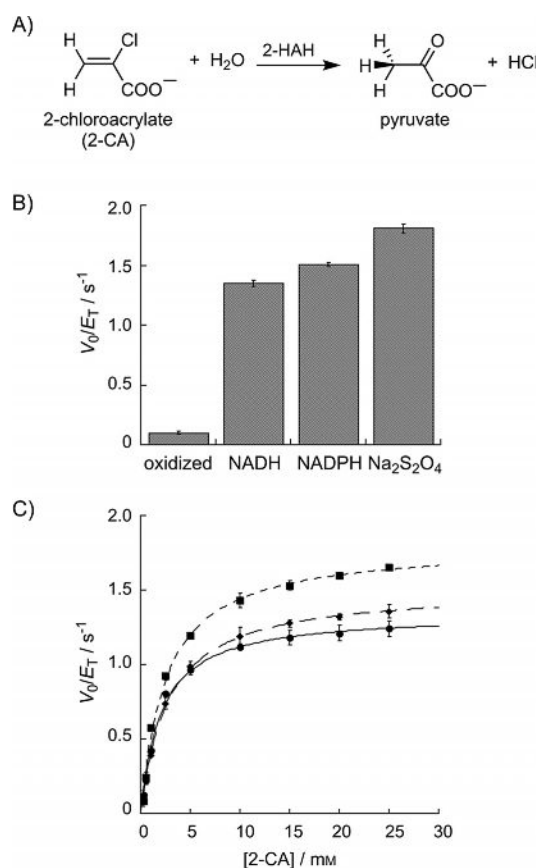 A)
H Cl
H COO−
+ H2O
2-HAH
H O
H
H COO−
+ HCl
2-chloroacrylate
(2-CA)
pyruvate
B)
V0/ET / s-1
2.0
1.5
1.0
0.5
0
oxidized NADH NADPH Na2S2O4
C)
V0/ET / s-1
2.0
1.5
1.0
0.5
0
0 5 10 15 20 25 30
[2-CA] / mM